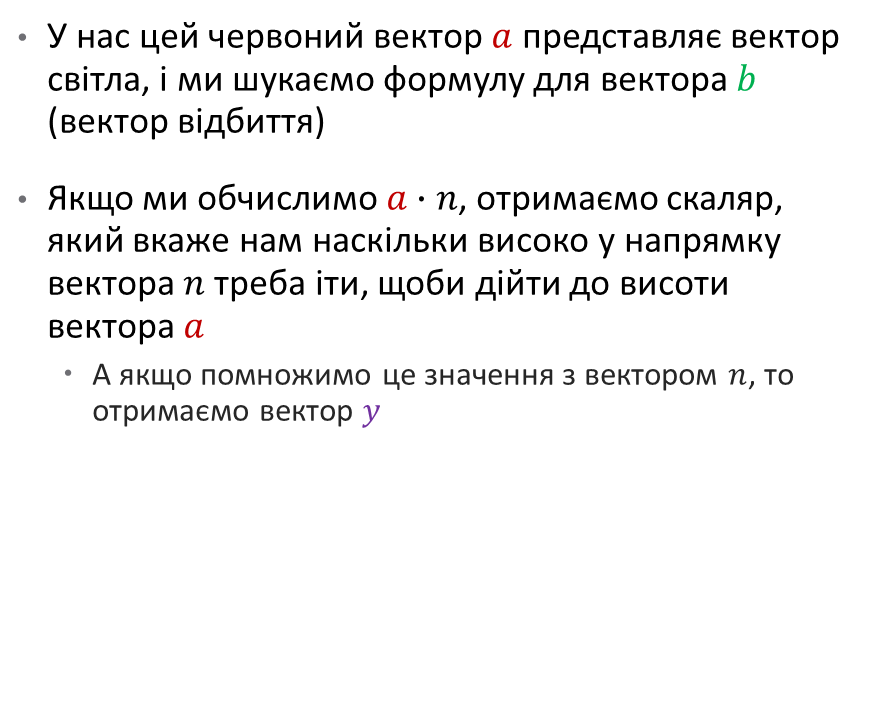 • У нас цей червоний вектор a представляє вектор
світла, і ми шукаємо формулу для вектора b
(вектор відбиття)
• Якщо ми обчислимо a · n, отримаємо скаляр,
який вкаже нам наскільки високо у напрямку
вектора n треба іти, щоби дійти до висоти
вектора a
• А якщо помножимо це значення з вектором n, то
отримаємо вектор y